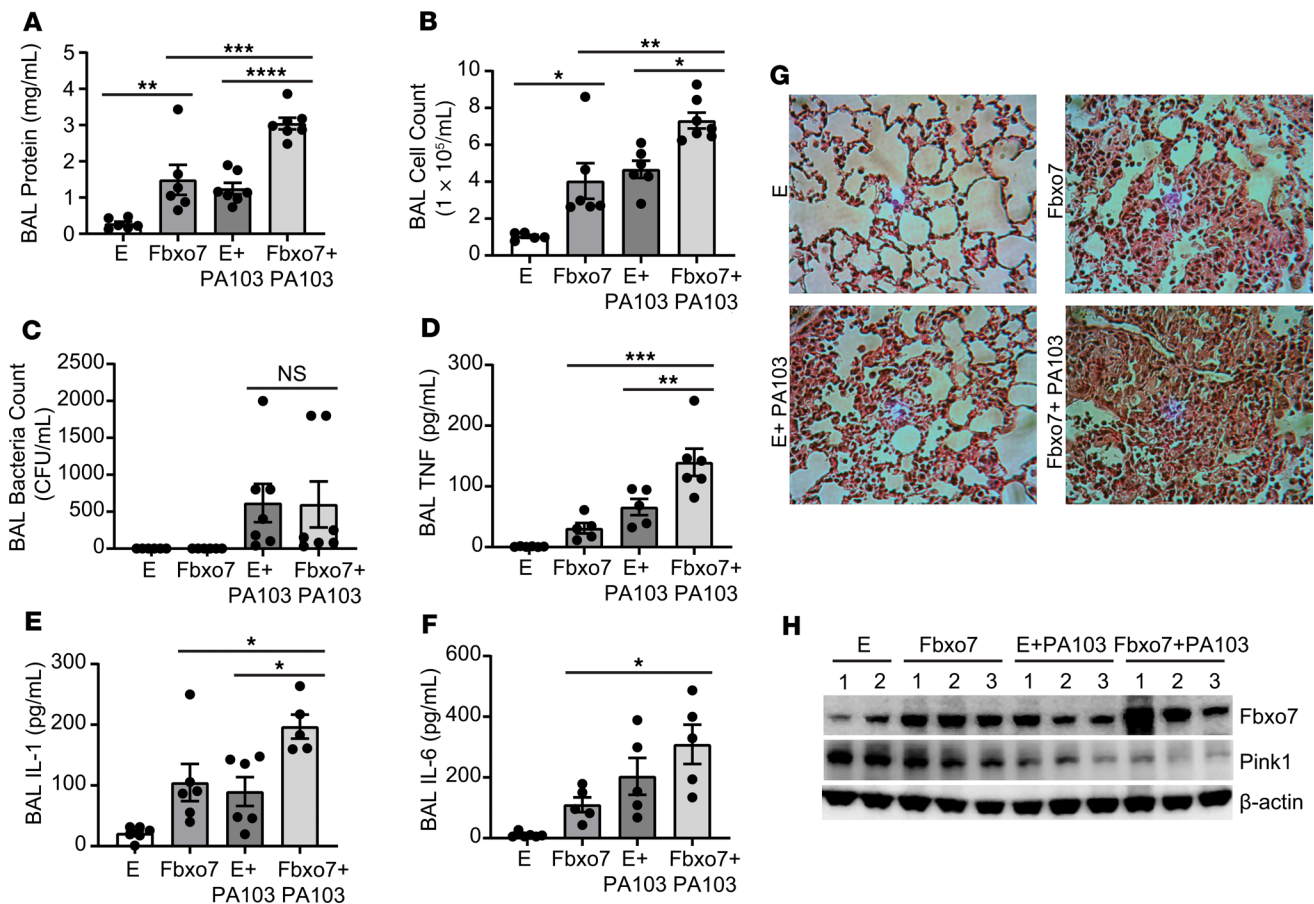 A
BAL Protein (mg/mL)
5
4
3
2
1
0
**
***
****
E
Fbxo7
E+
PA103
Fbxo7+
PA103
B
BAL Cell Count
(1 × 10⁵/mL)
10
8
6
4
2
0
*
**
*
E
Fbxo7
E+
PA103
Fbxo7+
PA103
C
BAL Bacteria Count
(CFU/mL)
2500
2000
1500
1000
500
0
NS
E
Fbxo7
E+
PA103
Fbxo7+
PA103
D
BAL TNF (pg/mL)
300
200
100
0
***
**
E
Fbxo7
E+
PA103
Fbxo7+
PA103
E
BAL IL-1 (pg/mL)
300
200
100
0
*
*
E
Fbxo7
E+
PA103
Fbxo7+
PA103
F
BAL IL-6 (pg/mL)
600
400
200
0
*
E
Fbxo7
E+
PA103
Fbxo7+
PA103
G
E
Fbxo7
E+ PA103
Fbxo7+ PA103
H
E Fbxo7 E+PA103 Fbxo7+PA103
1 2 1 2 3 1 2 3 1 2 3
Fbxo7
Pink1
β-actin